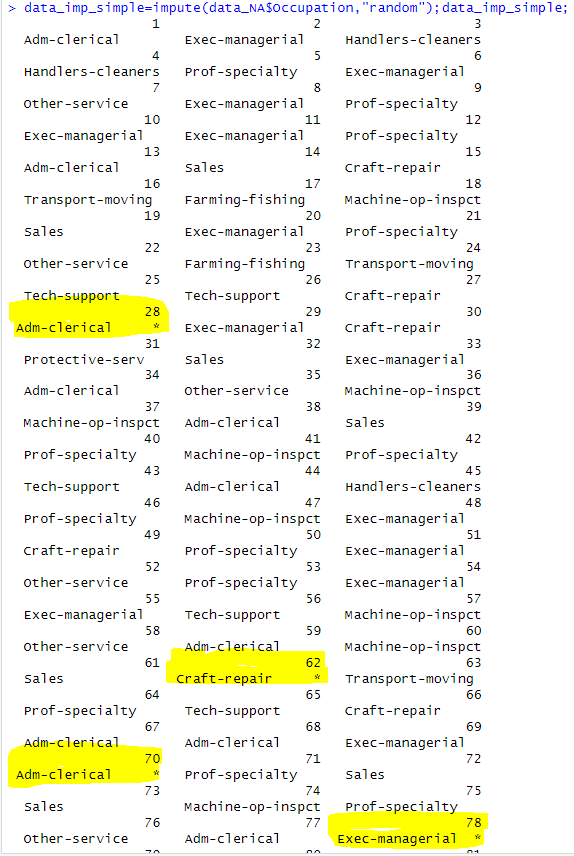 > data_imp_simple=impute(data_NA$Occupation,"random");data_imp_simple;
1 2 3
Adm-clerical Exec-managerial Handlers-cleaners
4 5 6
Handlers-cleaners Prof-specialty Exec-managerial
7 8 9
Other-service Exec-managerial Prof-specialty
10 11 12
Exec-managerial Exec-managerial Prof-specialty
13 14 15
Adm-clerical Sales Craft-repair
16 17 18
Transport-moving Farming-fishing Machine-op-inspct
19 20 21
Sales Exec-managerial Prof-specialty
22 23 24
Other-service Farming-fishing Transport-moving
25 26 27
Tech-support Tech-support Craft-repair
28 29 30
Adm-clerical * Exec-managerial Craft-repair
31 32 33
Protective-serv Sales Exec-managerial
34 35 36
Adm-clerical Other-service Machine-op-inspct
37 38 39
Machine-op-inspct Adm-clerical Sales
40 41 42
Prof-specialty Machine-op-inspct Prof-specialty
43 44 45
Tech-support Adm-clerical Handlers-cleaners
46 47 48
Prof-specialty Machine-op-inspct Exec-managerial
49 50 51
Craft-repair Prof-specialty Exec-managerial
52 53 54
Other-service Prof-specialty Exec-managerial
55 56 57
Exec-managerial Tech-support Machine-op-inspct
58 59 60
Other-service Adm-clerical Machine-op-inspct
61 62 63
Sales Craft-repair * Transport-moving
64 65 66
Prof-specialty Tech-support Craft-repair
67 68 69
Adm-clerical Adm-clerical Exec-managerial
70 71 72
Adm-clerical * Prof-specialty Sales
73 74 75
Sales Machine-op-inspct Prof-specialty
76 77 78
Other-service Adm-clerical Exec-managerial *